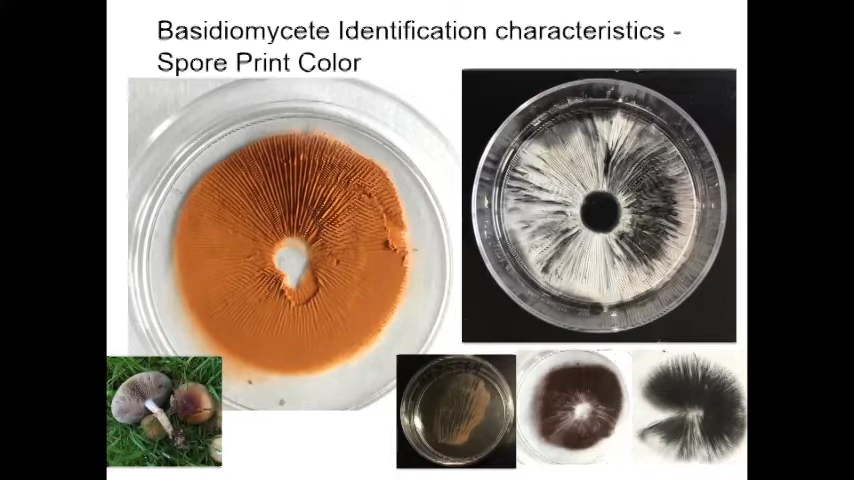 Basidiomycete Identification characteristics -
Spore Print Color